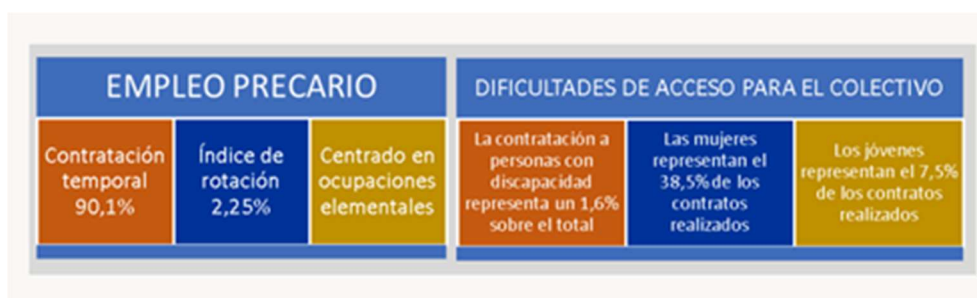 EMPLEO PRECARIO
Contratación
temporal
90,1%
Índice de
rotación
2,25%
Centrado en
ocupaciones
elementales
DIFICULTADES DE ACCESO PARA EL COLECTIVO
La contratación a
personas con
discapacidad
representa un 1,6%
sobre el total
Las mujeres
representan el
38,5% de los
contratos
realizados
Los jóvenes
representan el 7,5%
de los contratos
realizados